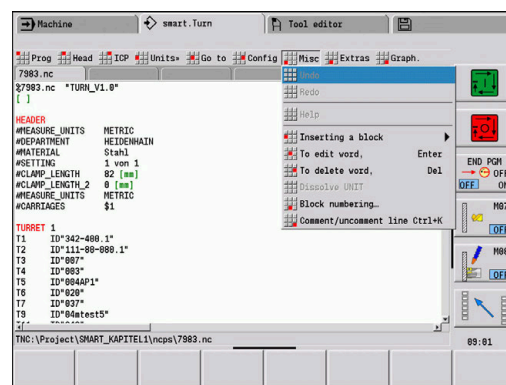 Machine
smart.Turn
Tool editor
Prog Head ICP Units» Go to Config Misc Extras Graph.
7983.nc
%7983.nc "TURN_V1.0"
[ ]
HEADER
#MEASURE_UNITS METRIC
#DEPARTMENT HEIDENHAIN
#MATERIAL Stahl
#SETTING 1 von 1
#CLAMP_LENGTH 82 [mm]
#CLAMP_LENGTH_2 0 [mm]
#MEASURE_UNITS METRIC
#CARRIAGES $1
TURRET 1
T1 ID"342-400.1"
T2 ID"111-80-080.1"
T3 ID"007"
T4 ID"003"
T5 ID"004AP1"
T6 ID"020"
T7 ID"037"
T9 ID"04mtest5"
Undo
Redo
Help
Inserting a block
To edit word, Enter
To delete word, Del
Dissolve UNIT
Block numbering…
Comment/uncomment line Ctrl+K
END PGM
OFF
ON
OFF
OFF
TNC:\Project\SMART_KAPITEL1\ncps\7983.nc
09:01